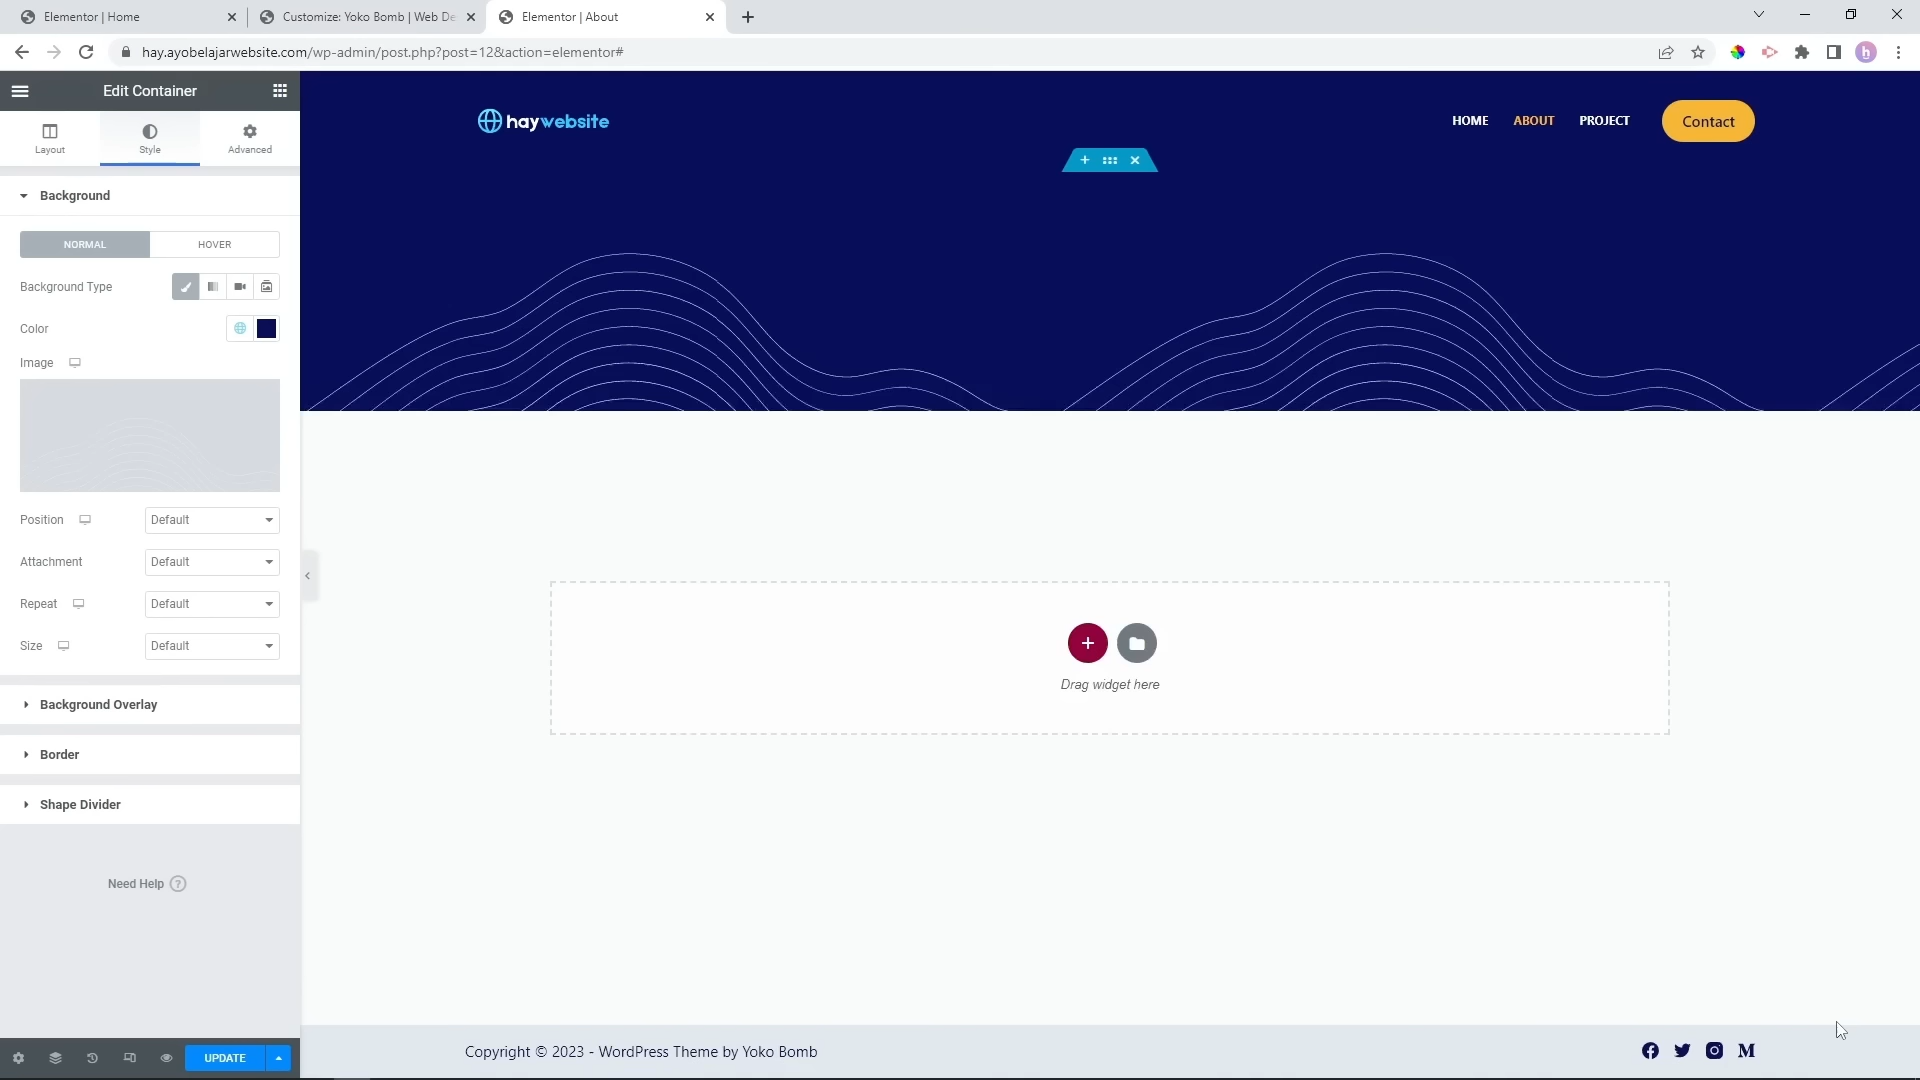 Elementor | Home
Customize: Yoko Bomb | Web De
Elementor | About
hay.ayobelajarwebsite.com/wp-admin/post.php?post=12&action=elementor#
h
Edit Container
Layout
Style
Advanced
Background
NORMAL
HOVER
Background Type
Color
Image
Position
Default
Attachment
Default
Repeat
Default
Size
Default
Background Overlay
Border
Shape Divider
Need Help ?
UPDATE
haywebsite
HOME
ABOUT
PROJECT
Contact
Drag widget here
Copyright © 2023 - WordPress Theme by Yoko Bomb